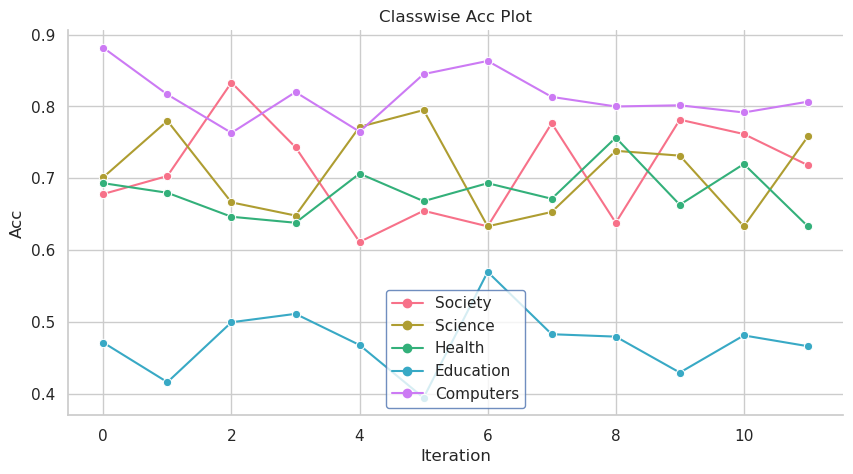 Classwise Acc Plot
0.9
0.8
0.7
0.6
0.5
0.4
Acc
Society
Science
Health
Education
Computers
0 2 4 6 8 10
Iteration